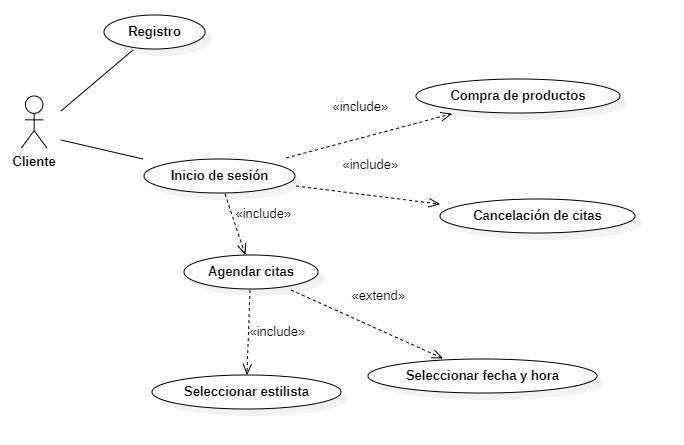 Registro
Compra de productos
«include»
Cliente
«include»
Inicio de sesión
«include»
Cancelación de citas
Agendar citas
«extend»
«include»
Seleccionar fecha y hora
Seleccionar estilista